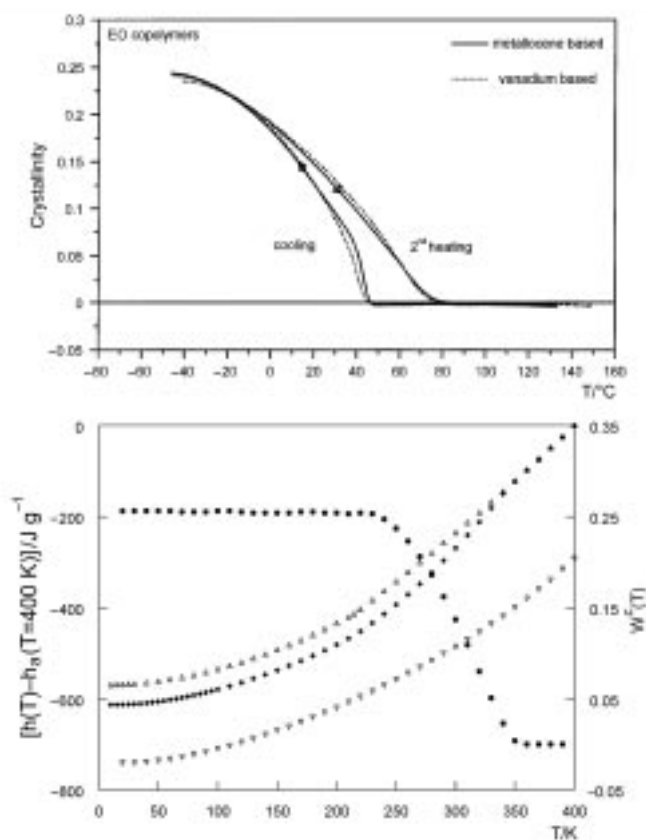 0.3
EO copolymers
metallocene based
vanadium based
0.25
0.2
0.15
0.1
0.05
0
−0.05
Crystallinity
cooling
2nd heating
−80 −60 −40 −20 0 20 40 60 80 100 120 140 160
T/°C
0
−200
−400
−600
−800
[h(T)−ha(T=400 K)]/J g−1
0.35
0.25
0.15
0.05
−0.05
0 50 100 150 200 250 300 350 400
T/K